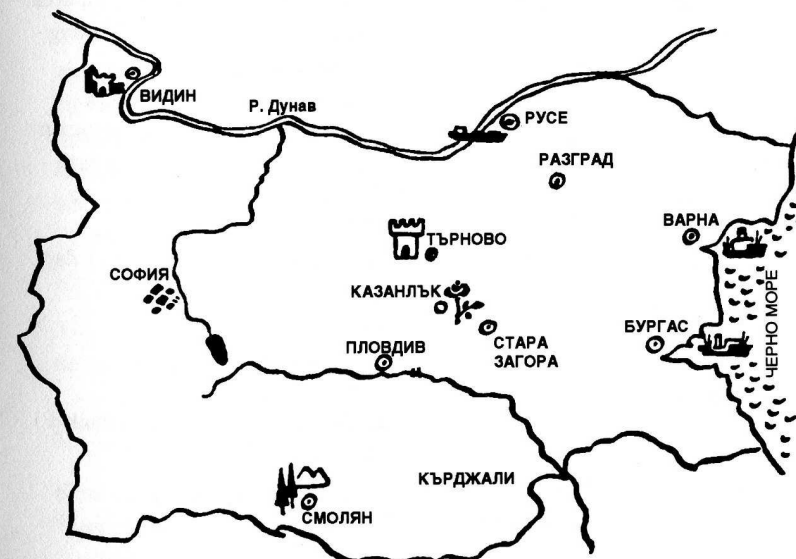 ВИДИН
Р. Дунав
РУСЕ
РАЗГРАД
ВАРНА
ТЪРНОВО
СОФИЯ
КАЗАНЛЪК
СТАРА
ЗАГОРА
БУРГАС
ПЛОВДИВ
ЧЕРНО МОРЕ
КЪРДЖАЛИ
СМОЛЯН